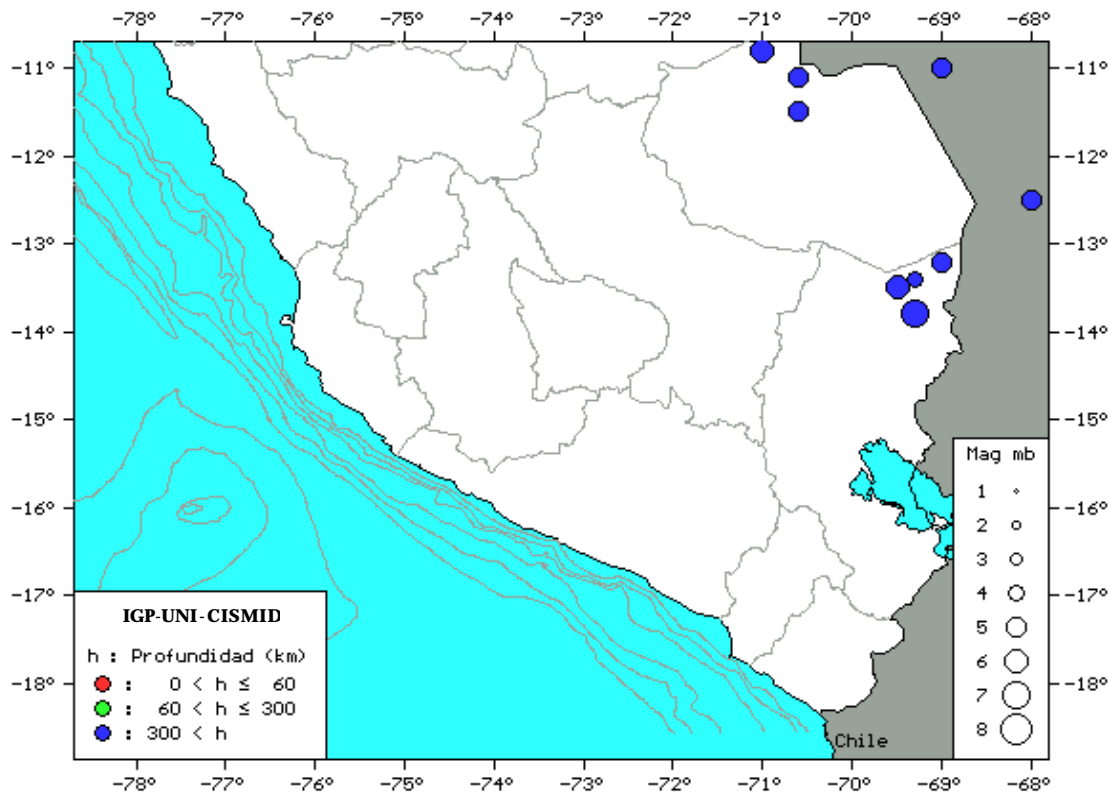 −78° −77° −76° −75° −74° −73° −72° −71° −70° −69° −68°
−11° −11°
−12° −12°
−13° −13°
−14° −14°
−15° −15°
Mag mb
1
2
−16° −16°
3
4
−17° −17°
5
6
−18° −18°
7
8
IGP-UNI-CISMID
h : Profundidad (km)
: 0 < h ≤ 60
: 60 < h ≤ 300
: 300 < h
Chile
−78° −77° −76° −75° −74° −73° −72° −71° −70° −69° −68°